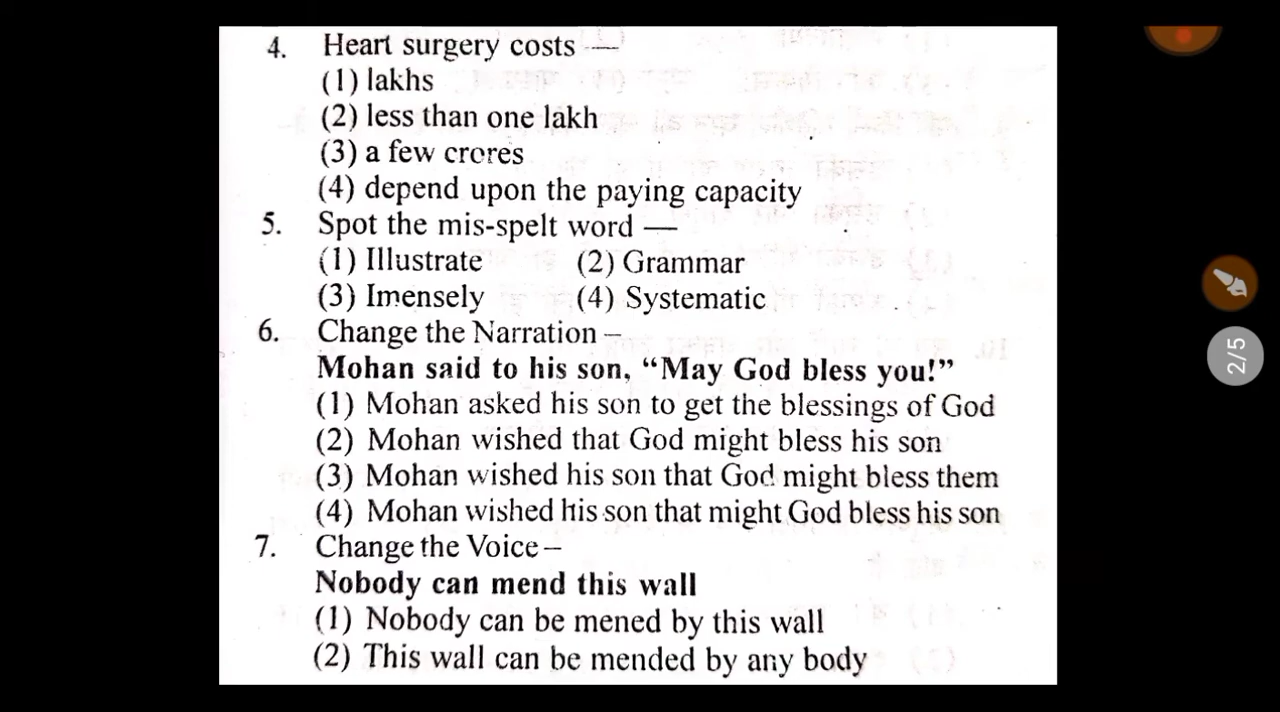 4. Heart surgery costs —
(1) lakhs
(2) less than one lakh
(3) a few crores
(4) depend upon the paying capacity
5. Spot the mis-spelt word —
(1) Illustrate (2) Grammar
(3) Imensely (4) Systematic
6. Change the Narration –
Mohan said to his son, “May God bless you!”
(1) Mohan asked his son to get the blessings of God
(2) Mohan wished that God might bless his son
(3) Mohan wished his son that God might bless them
(4) Mohan wished his son that might God bless his son
7. Change the Voice –
Nobody can mend this wall
(1) Nobody can be mened by this wall
(2) This wall can be mended by any body
2/5